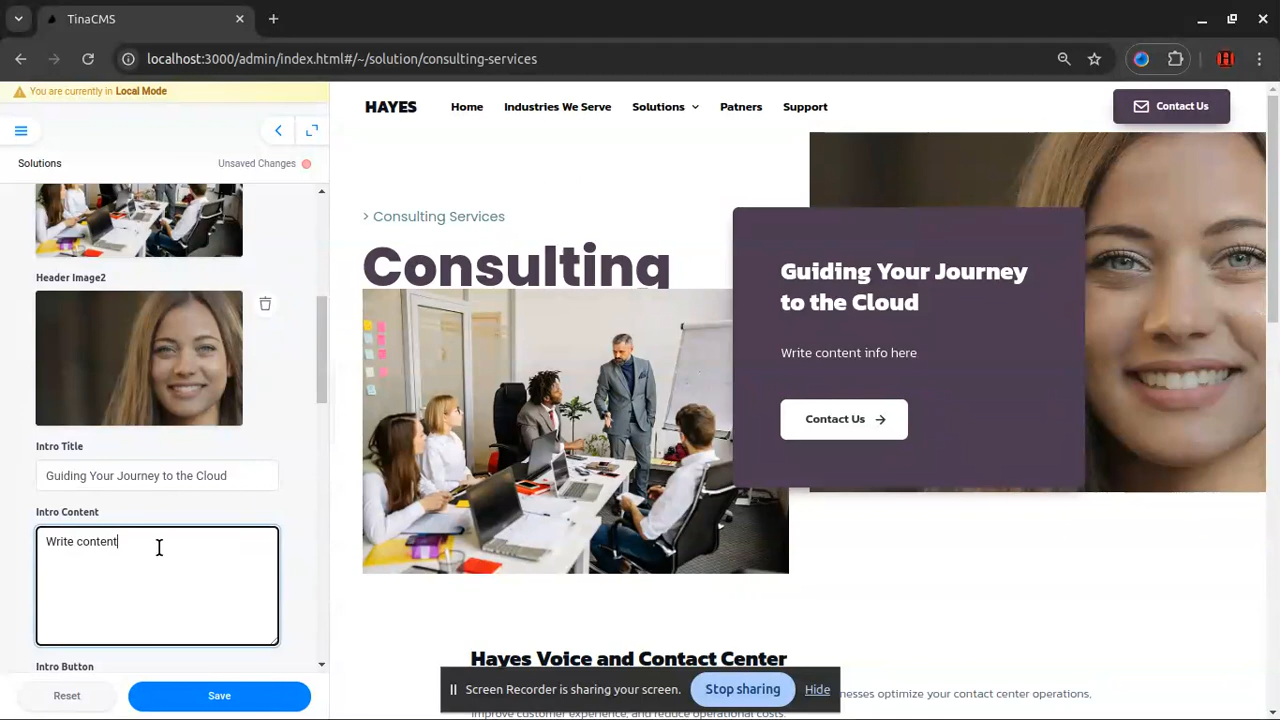 TinaCMS
localhost:3000/admin/index.html#/~/solution/consulting-services
You are currently in Local Mode
HAYES
Home
Industries We Serve
Solutions
Patners
Support
Contact Us
Solutions
Unsaved Changes
Header Image2
Intro Title
Guiding Your Journey to the Cloud
Intro Content
Write content
Intro Button
Reset
Save
> Consulting Services
Consulting
Guiding Your Journey
to the Cloud
Write content info here
Contact Us
Hayes Voice and Contact Center
nesses optimize your contact center operations,
improve customer experience, and reduce operational costs.
Screen Recorder is sharing your screen.
Stop sharing
Hide